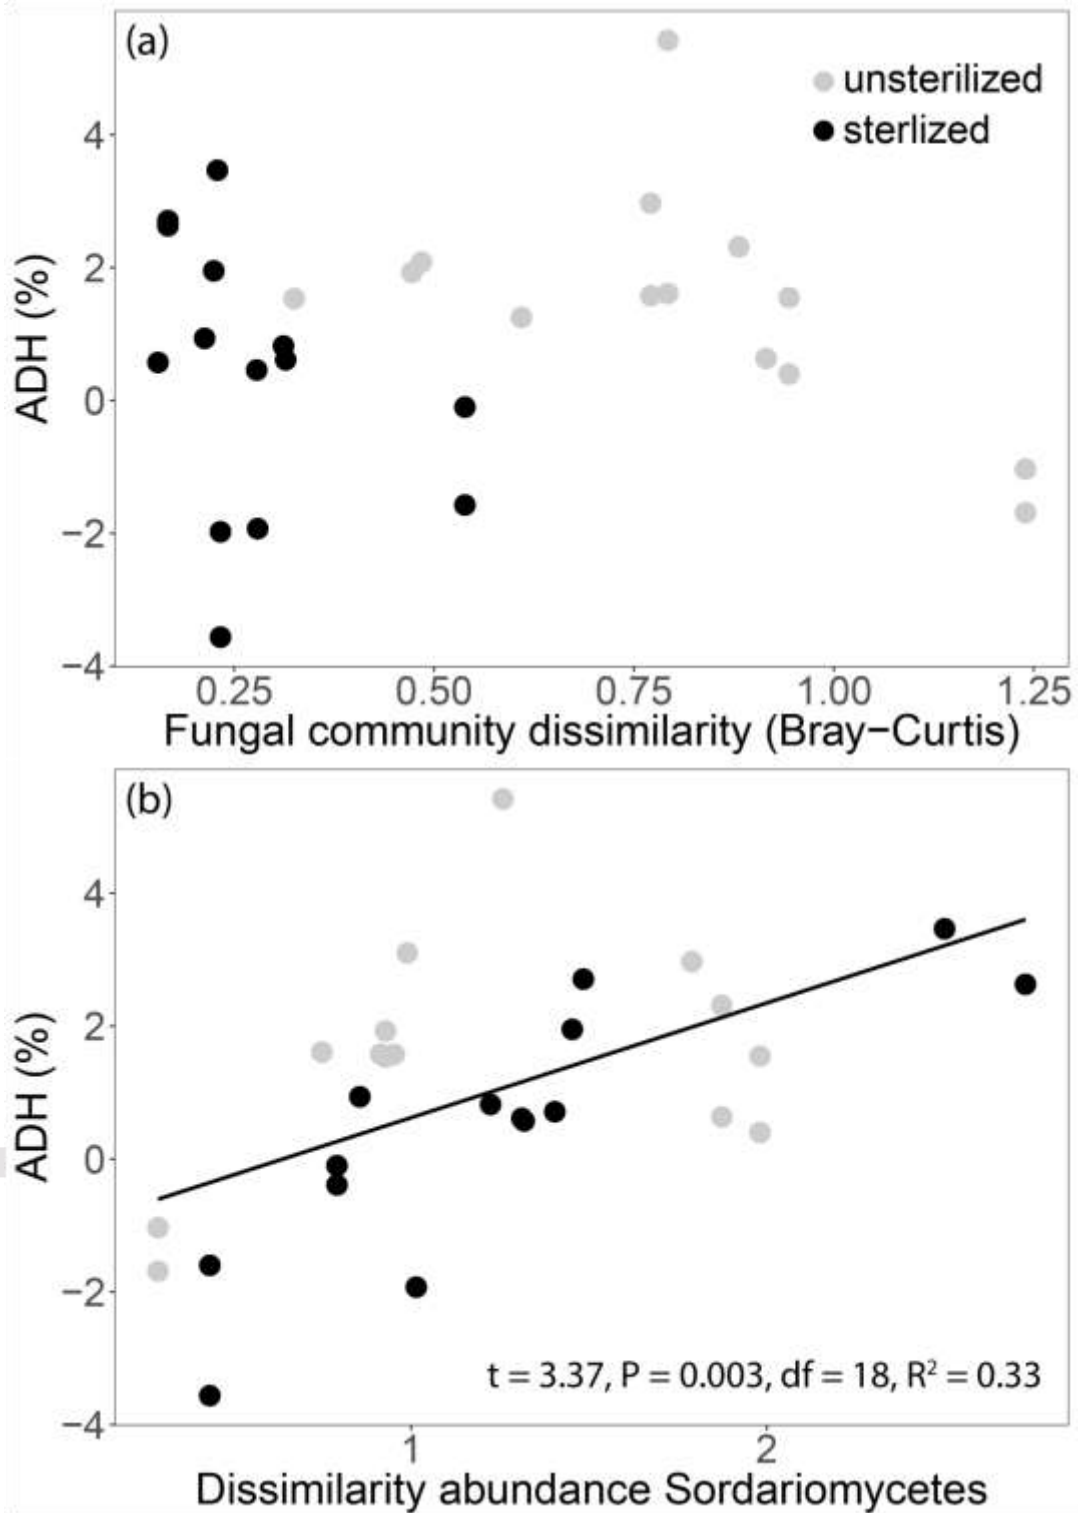 (a)
unsterilized
sterlized
4
2
0
−2
−4
ADH (%)
0.25 0.50 0.75 1.00 1.25
Fungal community dissimilarity (Bray−Curtis)
(b)
4
2
0
−2
−4
ADH (%)
t = 3.37, P = 0.003, df = 18, R² = 0.33
1 2
Dissimilarity abundance Sordariomycetes